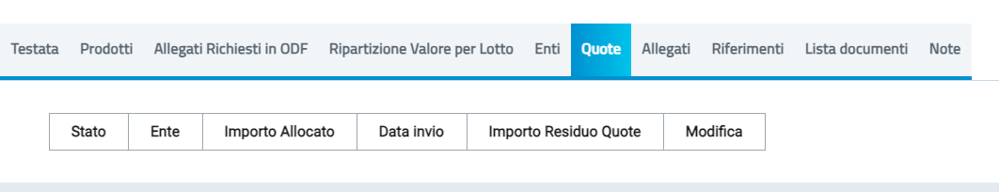 Testata Prodotti Allegati Richiesti in ODF Ripartizione Valore per Lotto Enti Quote Allegati Riferimenti Lista documenti Note
Stato Ente Importo Allocato Data invio Importo Residuo Quote Modifica